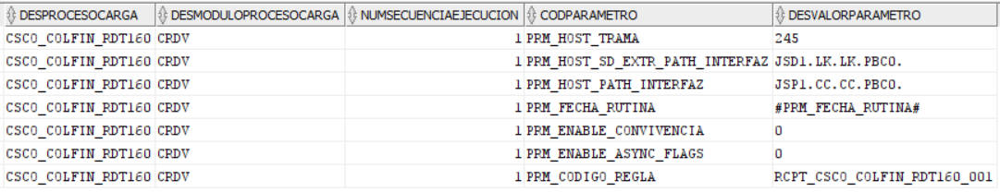 DESPROCESOCARGA DESMODULOPROCESOCARGA NUMSECUENCIAEJECUCION CODPARAMETRO DESVALORPARAMETRO
CSCO_COLFIN_RDT160 CRDV 1 PRM_HOST_TRAMA 245
CSCO_COLFIN_RDT160 CRDV 1 PRM_HOST_SD_EXTR_PATH_INTERFAZ JSD1.LK.LK.PBCO.
CSCO_COLFIN_RDT160 CRDV 1 PRM_HOST_PATH_INTERFAZ JSP1.CC.CC.PBCO.
CSCO_COLFIN_RDT160 CRDV 1 PRM_FECHA_RUTINA #PRM_FECHA_RUTINA#
CSCO_COLFIN_RDT160 CRDV 1 PRM_ENABLE_CONVIVENCIA 0
CSCO_COLFIN_RDT160 CRDV 1 PRM_ENABLE_ASYNC_FLAGS 0
CSCO_COLFIN_RDT160 CRDV 1 PRM_CODIGO_REGLA RCPT_CSCO_COLFIN_RDT160_001